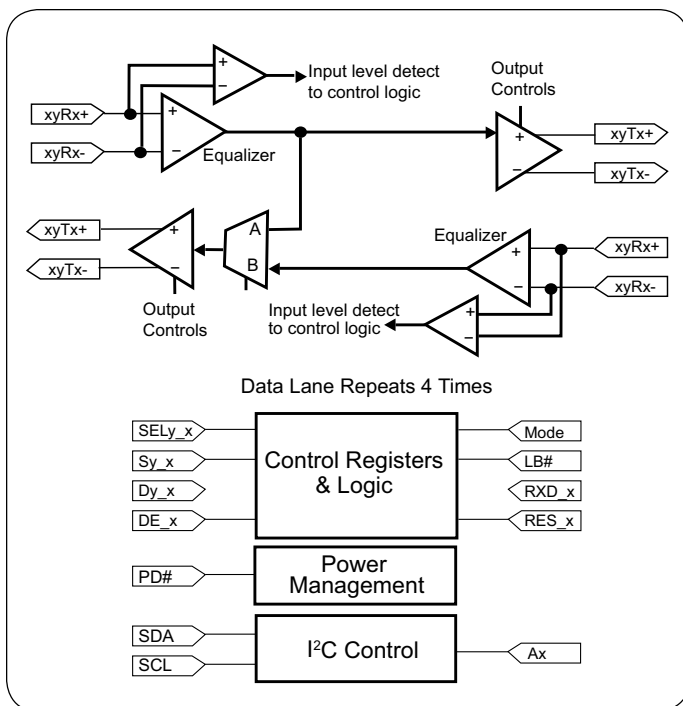 Input level detect
to control logic
Output
Controls
+
−
xyRx+
xyRx-
+
−
Equalizer
+
−
xyTx+
xyTx-
xyTx+
xyTx-
+
−
A
B
Output
Controls
Equalizer
+
−
xyRx+
xyRx-
Input level detect
to control logic
+
−
Data Lane Repeats 4 Times
SELy_x
Sy_x
Dy_x
DE_x
Control Registers
& Logic
Mode
LB#
RXD_x
RES_x
PD#
Power
Management
SDA
SCL
I²C Control
Ax